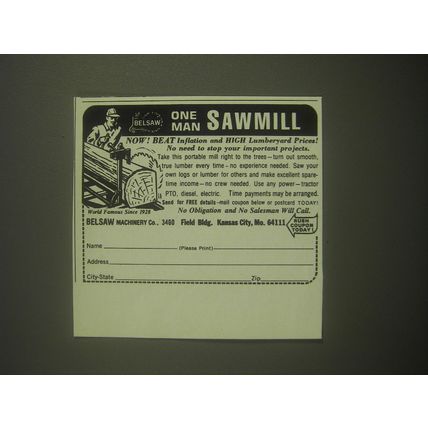 BELSAW
ONE
MAN
SAWMILL
NOW! BEAT Inflation and HIGH Lumberyard Prices!
No need to stop your important projects.
Take this portable mill right to the trees—turn out smooth,
true lumber every time—no experience needed. Saw your
own logs or lumber for others and make excellent spare-
time income—no crew needed. Use any power—tractor
PTO, diesel, electric. Time payments may be arranged.
Send for FREE details-mail coupon below or postcard TODAY!
World Famous Since 1926
No Obligation and No Salesman Will Call.
BELSAW MACHINERY Co., 3460 Field Bldg. Kansas City, Mo. 64111
RUSH
COUPON
TODAY!
Name
(Please Print)
Address
City-State Zip